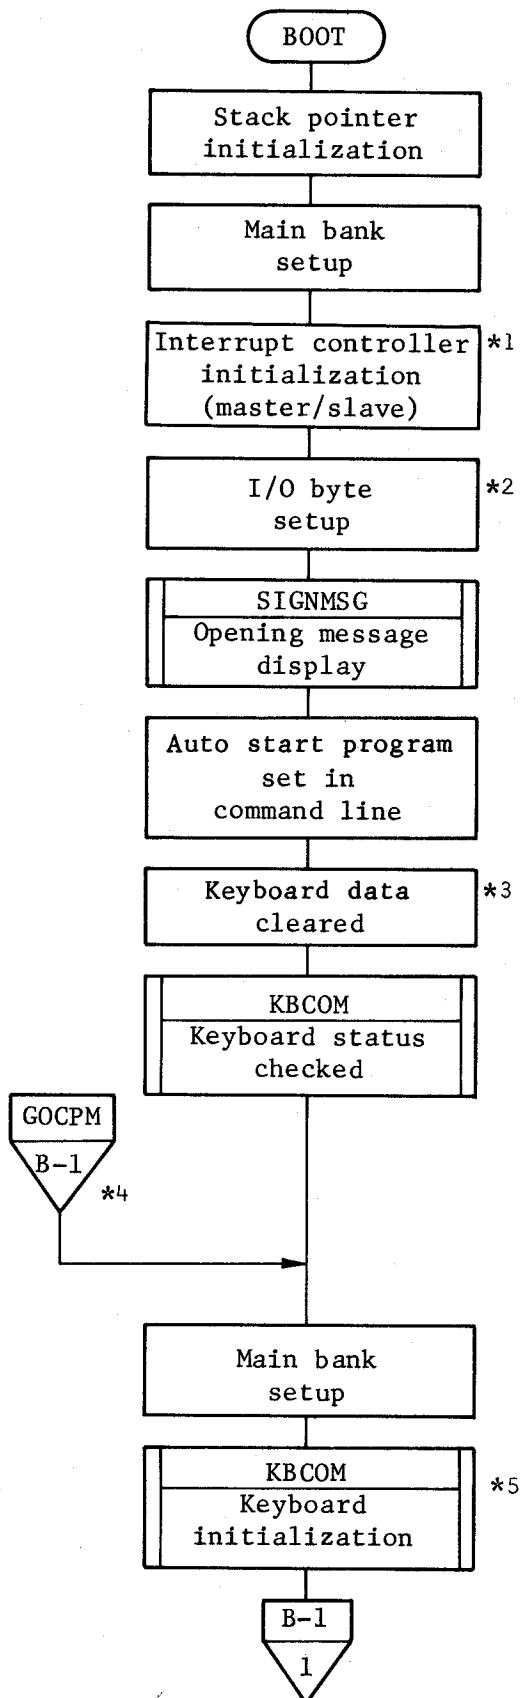 BOOT
Stack pointer
initialization
Main bank
setup
Interrupt controller *1
initialization
(master/slave)
I/O byte *2
setup
SIGNMSG
Opening message
display
Auto start program
set in
command line
Keyboard data *3
cleared
KBCOM
Keyboard status
checked
GOCPM
B-1
*4
Main bank
setup
KBCOM
*5
Keyboard
initialization
B-1
1